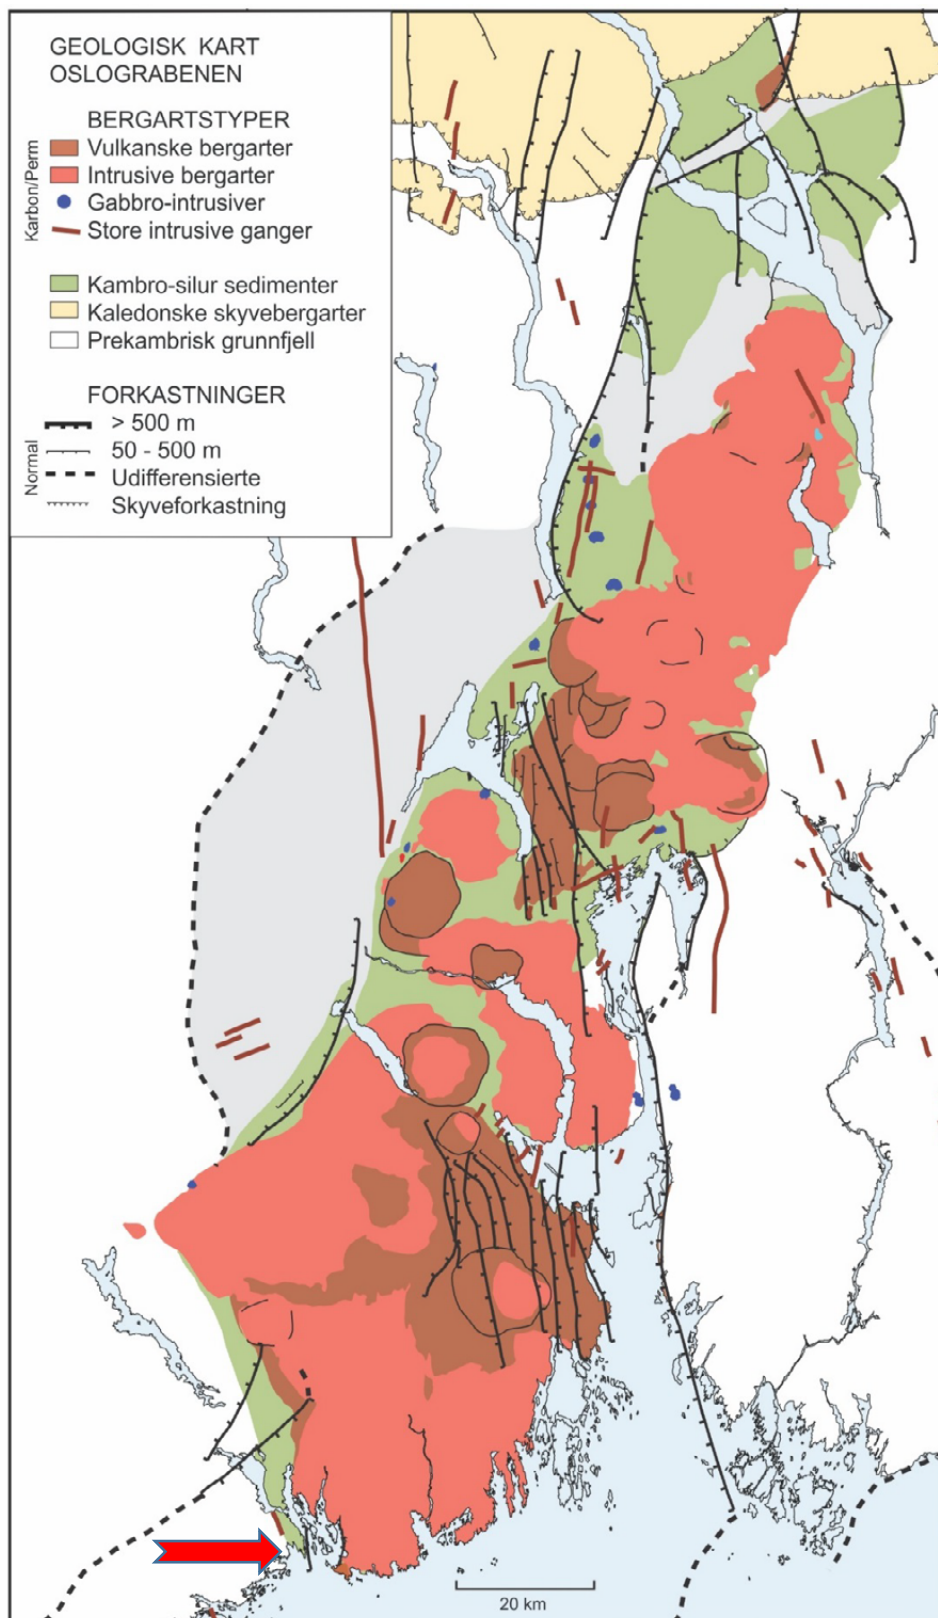 GEOLOGISK KART
OSLOGRABENEN
BERGARTSTYPER
Karbon/Perm
Vulkanske bergarter
Intrusive bergarter
Gabbro-intrusiver
Store intrusive ganger
Kambro-silur sedimenter
Kaledonske skyvebergarter
Prekambrisk grunnfjell
FORKASTNINGER
Normal
> 500 m
50 - 500 m
Udifferensierte
Skyveforkastning
20 km